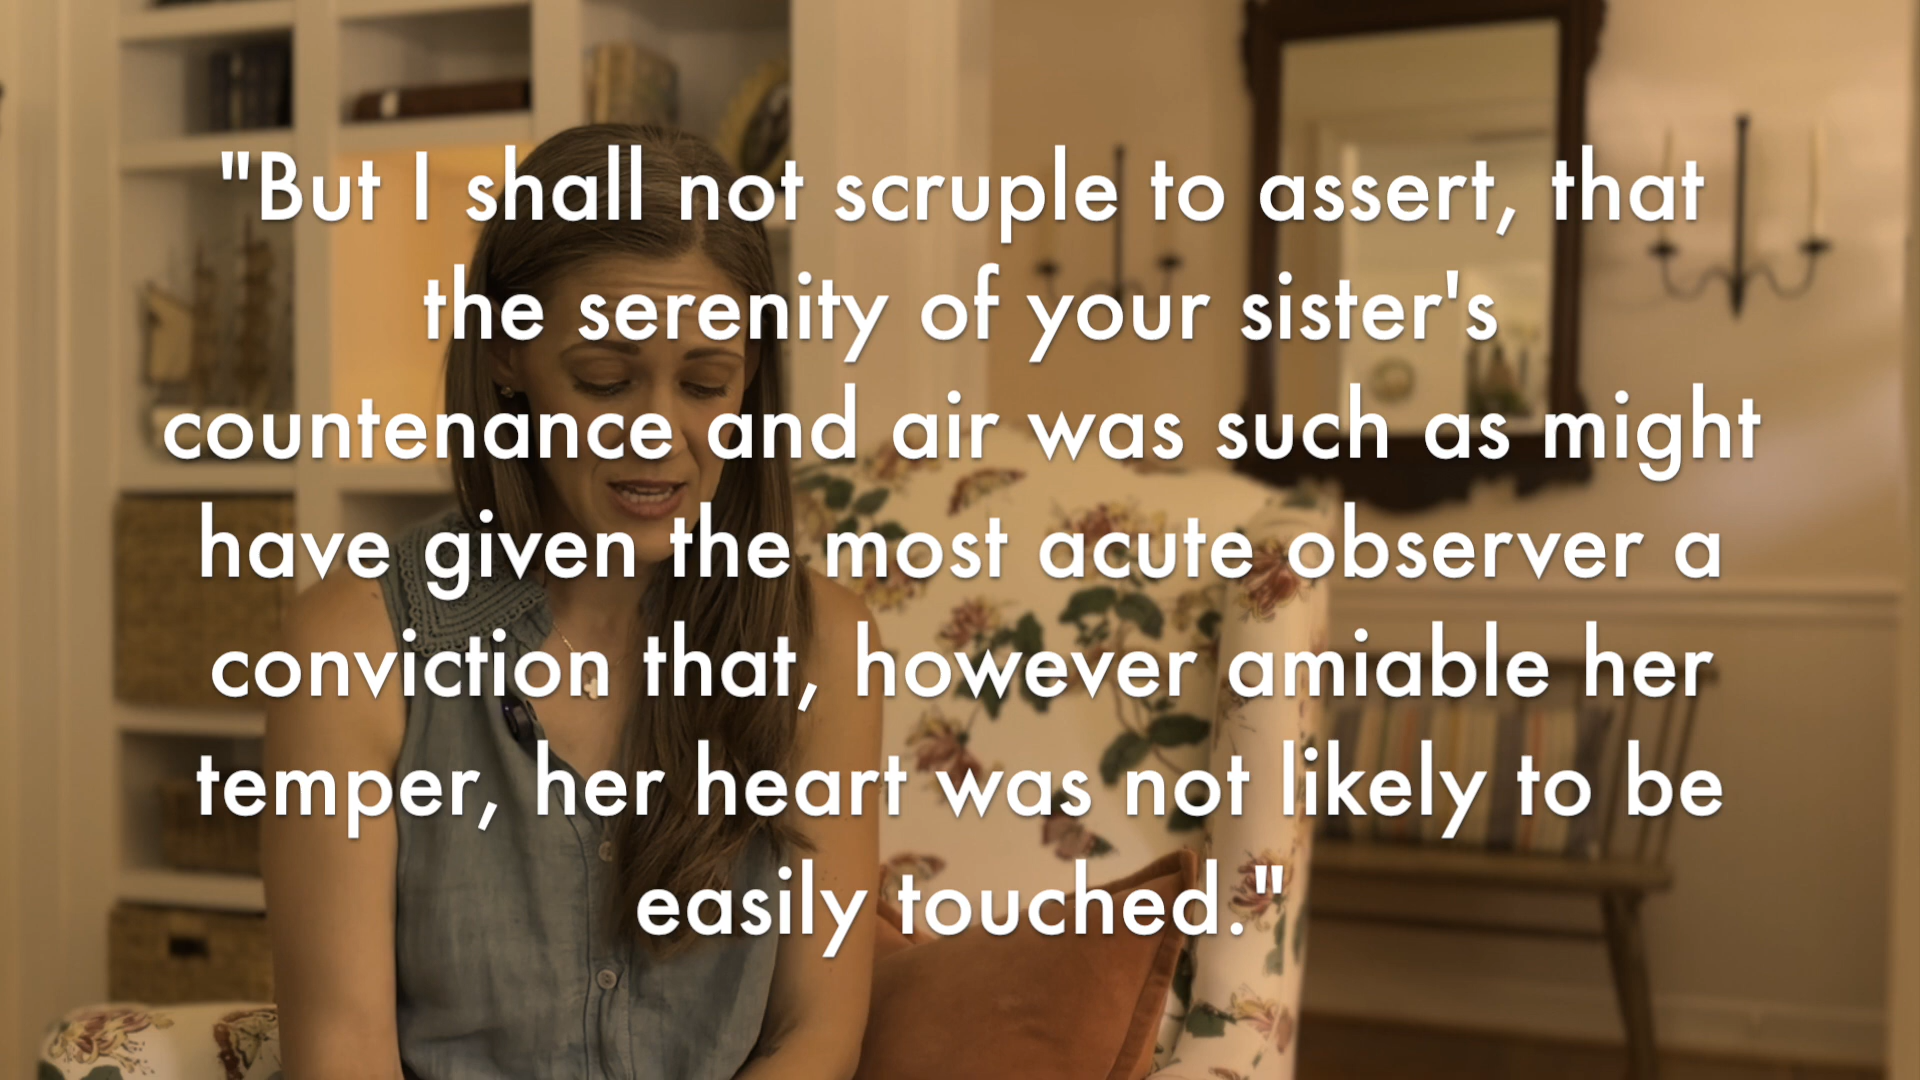 "But I shall not scruple to assert, that
the serenity of your sister's
countenance and air was such as might
have given the most acute observer a
conviction that, however amiable her
temper, her heart was not likely to be
easily touched."